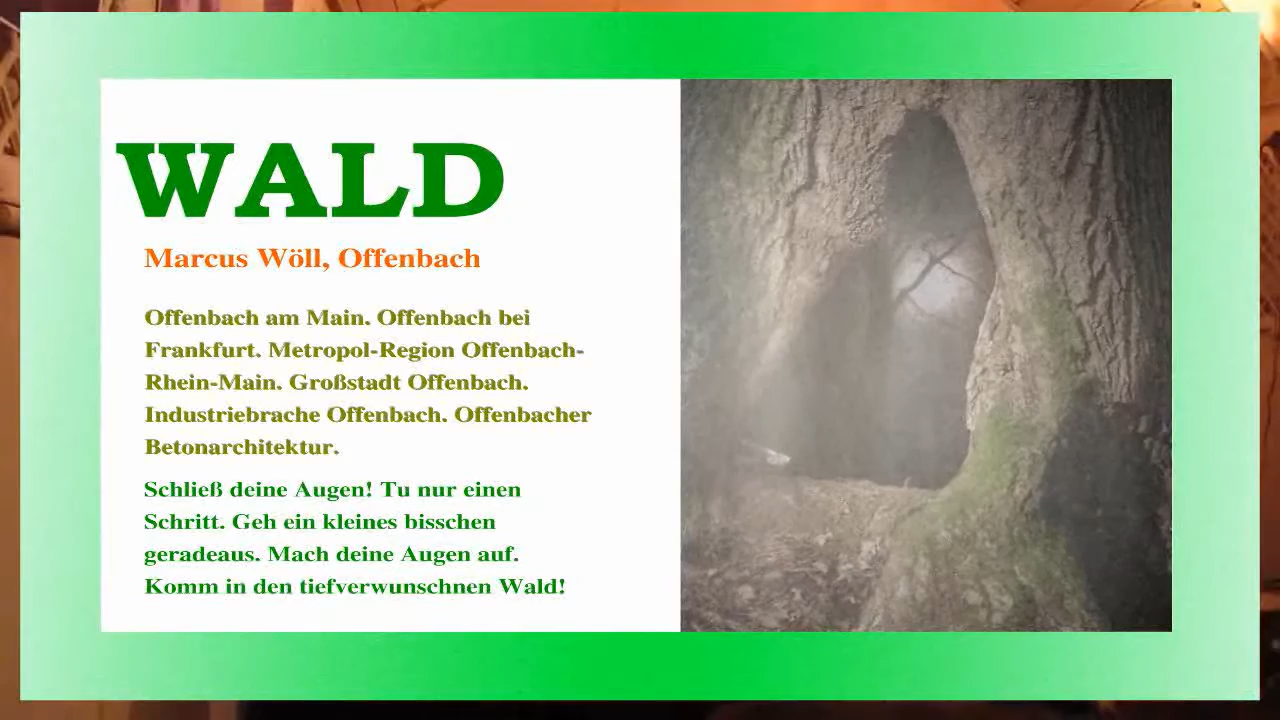 WALD
Marcus Wöll, Offenbach
Offenbach am Main. Offenbach bei
Frankfurt. Metropol-Region Offenbach-
Rhein-Main. Großstadt Offenbach.
Industriebrache Offenbach. Offenbacher
Betonarchitektur.
Schließ deine Augen! Tu nur einen
Schritt. Geh ein kleines bisschen
geradeaus. Mach deine Augen auf.
Komm in den tiefverwunschnen Wald!